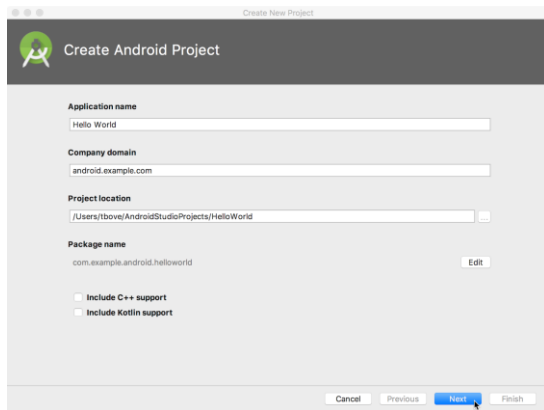 Create New Project
Create Android Project
Application name
Hello World
Company domain
android.example.com
Project location
/Users/tbove/AndroidStudioProjects/HelloWorld
...
Package name
com.example.android.helloworld
Edit
Include C++ support
Include Kotlin support
Cancel Previous Next Finish